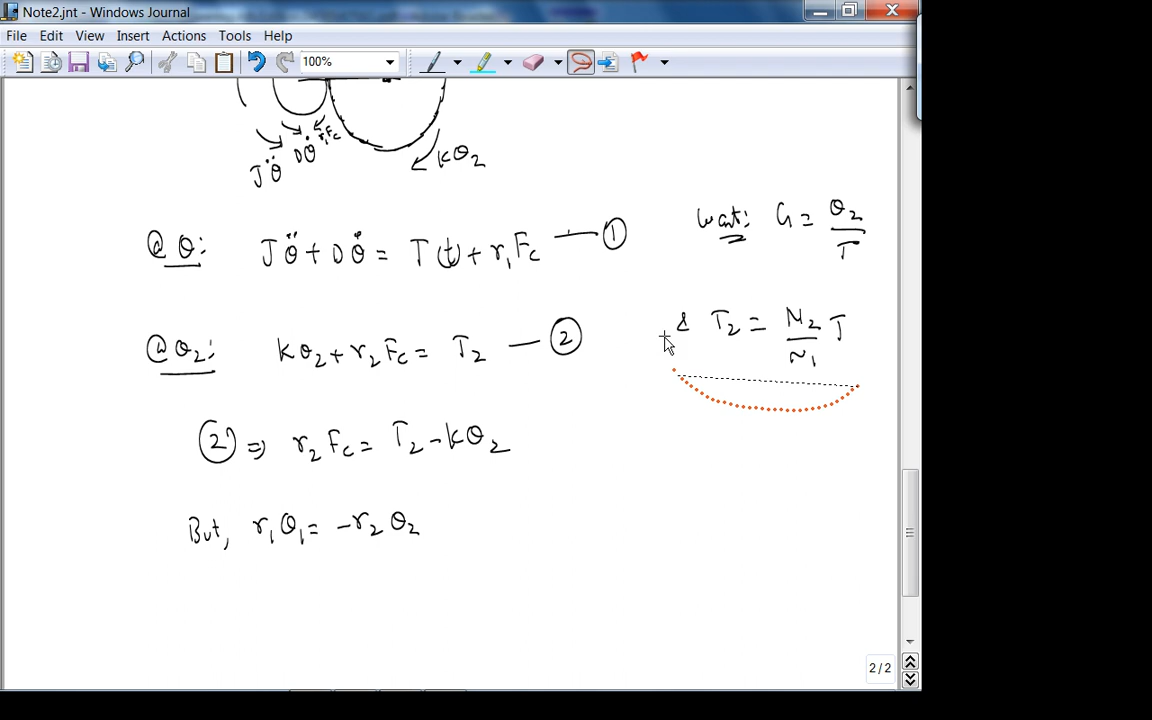 Note2.jnt - Windows Journal
File Edit View Insert Actions Tools Help
100%
Jθ̈ Dθ̇ r₁Fc Kθ₂
@ θ: Jθ̈ + Dθ̇ = T(t) + r₁Fc — ①
Want: G = θ₂/T
@ θ₂: Kθ₂ + r₂Fc = T₂ — ②
& T₂ = N₂/N₁ T
② ⇒ r₂Fc = T₂ - Kθ₂
But, r₁θ₁ = -r₂θ₂
2 / 2